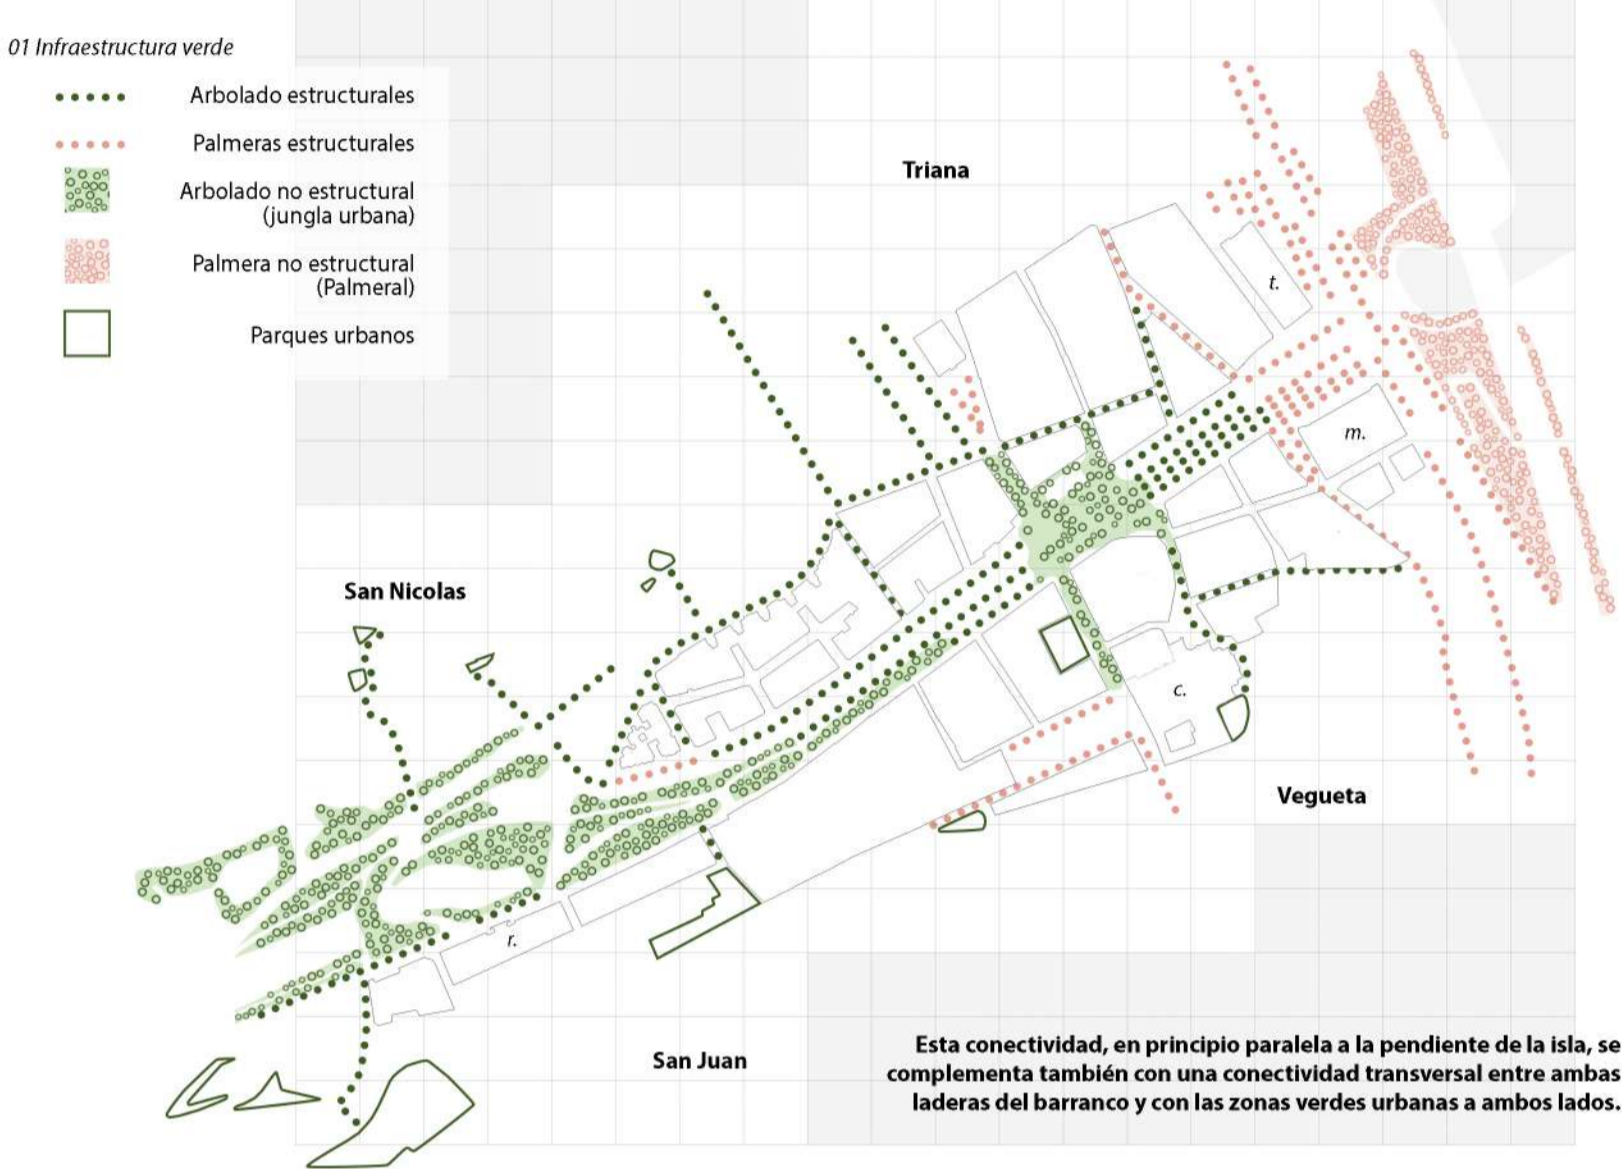 01 Infraestructura verde
Arbolado estructurales
Palmeras estructurales
Arbolado no estructural
(jungla urbana)
Palmera no estructural
(Palmeral)
Parques urbanos
Triana
t.
m.
San Nicolas
c.
Vegueta
r.
San Juan
Esta conectividad, en principio paralela a la pendiente de la isla, se
complementa también con una conectividad transversal entre ambas
laderas del barranco y con las zonas verdes urbanas a ambos lados.